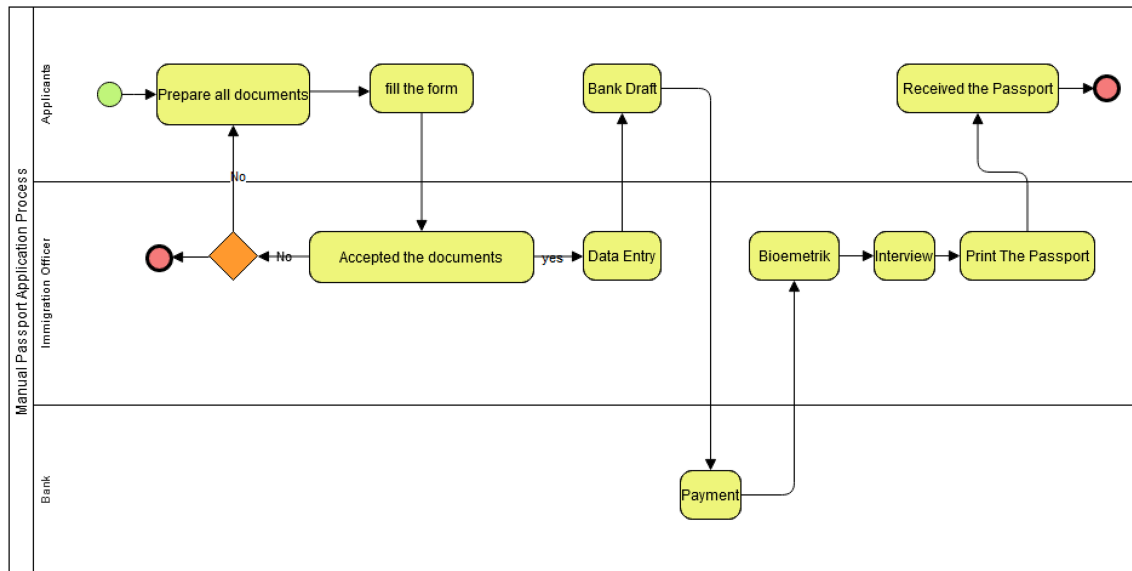 Manual Passport Application Process
Applicants
Prepare all documents
fill the form
Bank Draft
Received the Passport
No
Immigration Officer
No
Accepted the documents
yes
Data Entry
Bioemetrik
Interview
Print The Passport
Bank
Payment